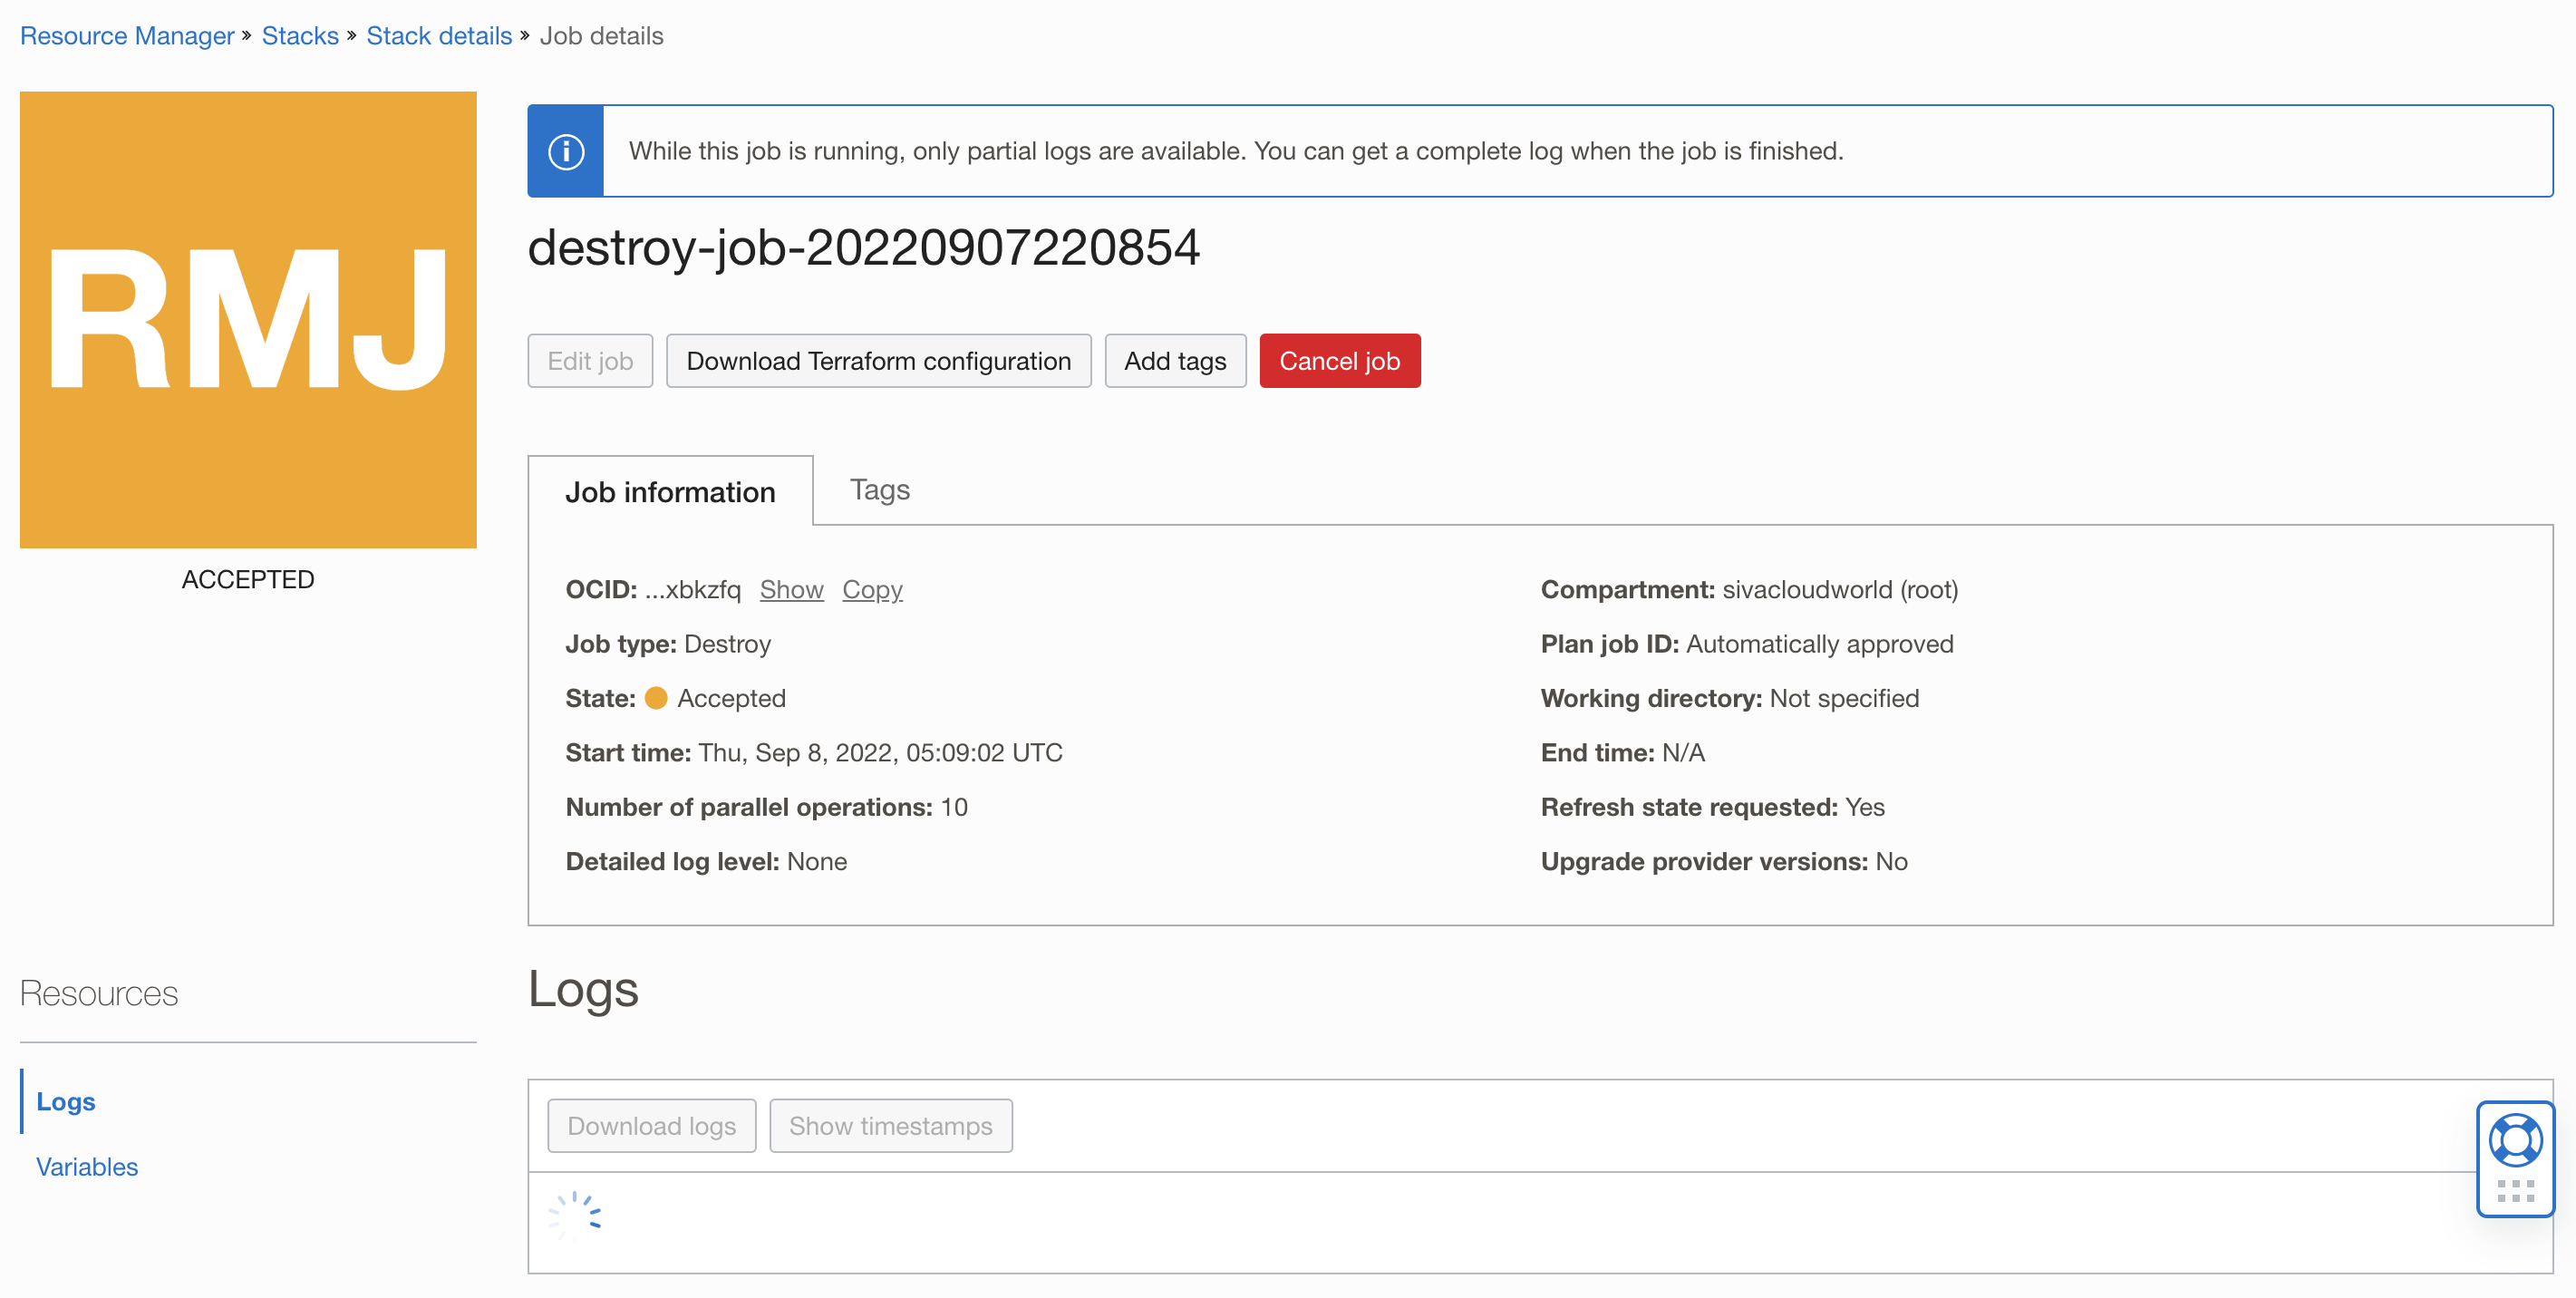 Resource Manager » Stacks » Stack details » Job details
RMJ
ACCEPTED
While this job is running, only partial logs are available. You can get a complete log when the job is finished.
destroy-job-20220907220854
Edit job Download Terraform configuration Add tags Cancel job
Job information Tags
OCID: ...xbkzfq Show Copy
Job type: Destroy
State: Accepted
Start time: Thu, Sep 8, 2022, 05:09:02 UTC
Number of parallel operations: 10
Detailed log level: None
Compartment: sivacloudworld (root)
Plan job ID: Automatically approved
Working directory: Not specified
End time: N/A
Refresh state requested: Yes
Upgrade provider versions: No
Resources
Logs
Variables
Logs
Download logs Show timestamps